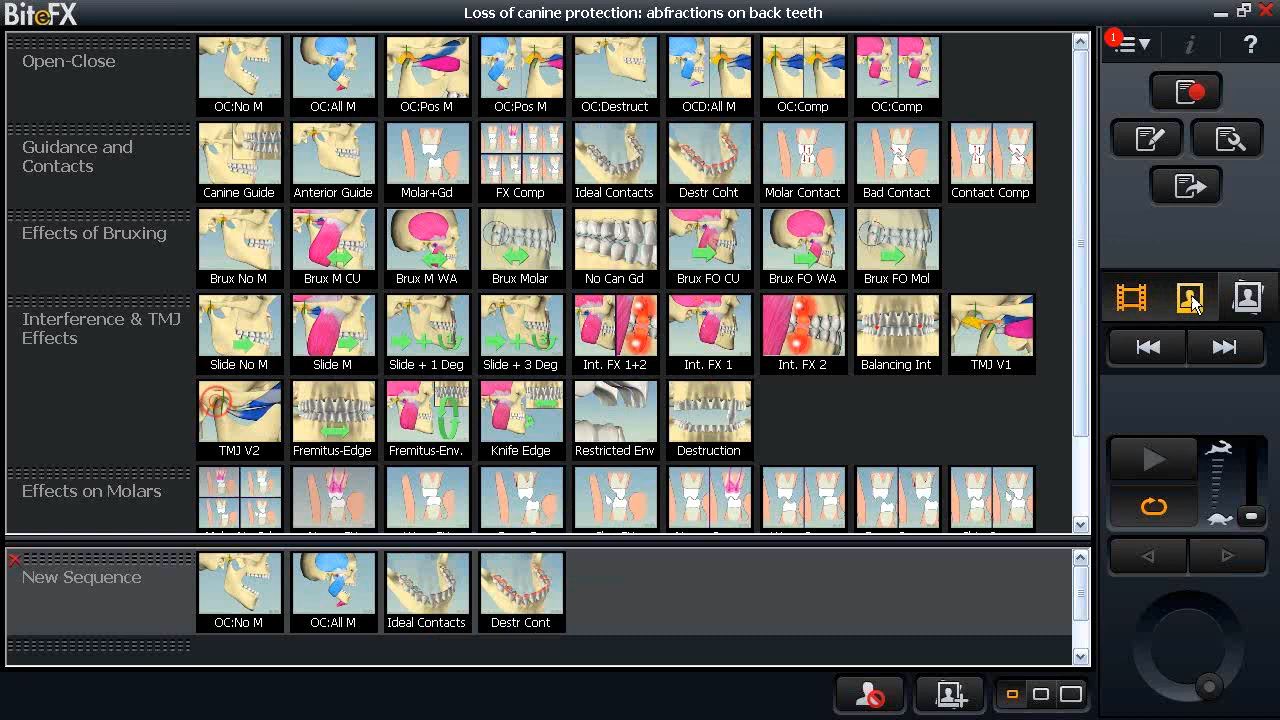 BiteFX
Loss of canine protection: abfractions on back teeth
1
?
Open-Close
OC:No M
OC:All M
OC:Pos M
OC:Pos M
OC:Destruct
OCD:All M
OC:Comp
OC:Comp
Guidance and
Contacts
Canine Guide
Anterior Guide
Molar+Gd
FX Comp
Ideal Contacts
Destr Coht
Molar Contact
Bad Contact
Contact Comp
Effects of Bruxing
Brux No M
Brux M CU
Brux M WA
Brux Molar
No Can Gd
Brux FO CU
Brux FO WA
Brux FO Mol
Interference & TMJ
Effects
Slide No M
Slide M
Slide + 1 Deg
Slide + 3 Deg
Int. FX 1+2
Int. FX 1
Int. FX 2
Balancing Int
TMJ V1
TMJ V2
Fremitus-Edge
Fremitus-Env.
Knife Edge
Restricted Env
Destruction
Effects on Molars
New Sequence
OC:No M
OC:All M
Ideal Contacts
Destr Cont